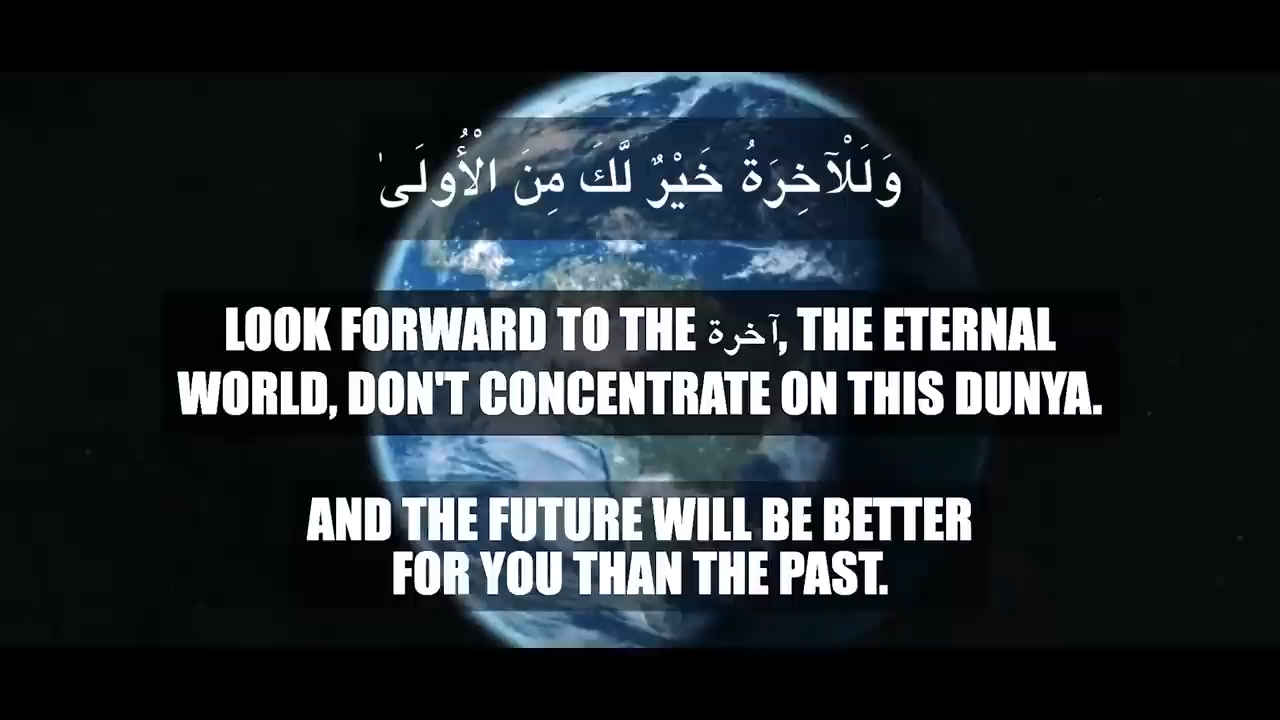 وَلَلْآخِرَةُ خَيْرٌ لَّكَ مِنَ الْأُولَىٰ
LOOK FORWARD TO THE آخرة, THE ETERNAL
WORLD, DON'T CONCENTRATE ON THIS DUNYA.
AND THE FUTURE WILL BE BETTER
FOR YOU THAN THE PAST.